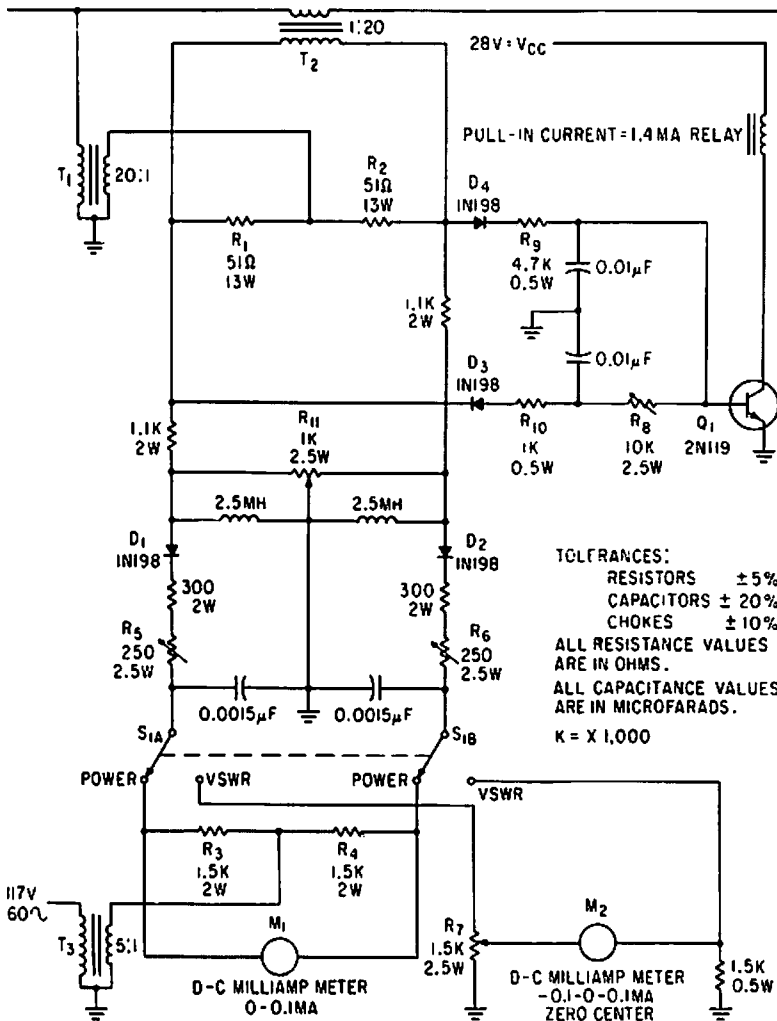 1:20
T2
28V = VCC
PULL-IN CURRENT = 1.4 MA RELAY
T1
20:1
R2
51Ω
13W
D4
1N198
R1
51Ω
13W
R9
4.7K
0.5W
0.01µF
1.1K
2W
0.01µF
D3
1N198
1.1K
2W
R11
1K
2.5W
R10
1K
0.5W
R8
10K
2.5W
Q1
2N119
2.5MH
2.5MH
D1
1N198
D2
1N198
300
2W
300
2W
R5
250
2.5W
R6
250
2.5W
TOLERANCES:
RESISTORS ±5%
CAPACITORS ±20%
CHOKES ±10%
ALL RESISTANCE VALUES
ARE IN OHMS.
ALL CAPACITANCE VALUES
ARE IN MICROFARADS.
K = X 1,000
0.0015µF
0.0015µF
S1A
S1B
POWER
VSWR
POWER
VSWR
R3
1.5K
2W
R4
1.5K
2W
117V
60~
T3
5:1
M1
D-C MILLIAMP METER
0-0.1MA
R7
1.5K
2.5W
M2
D-C MILLIAMP METER
-0.1-0-0.1MA
ZERO CENTER
1.5K
0.5W